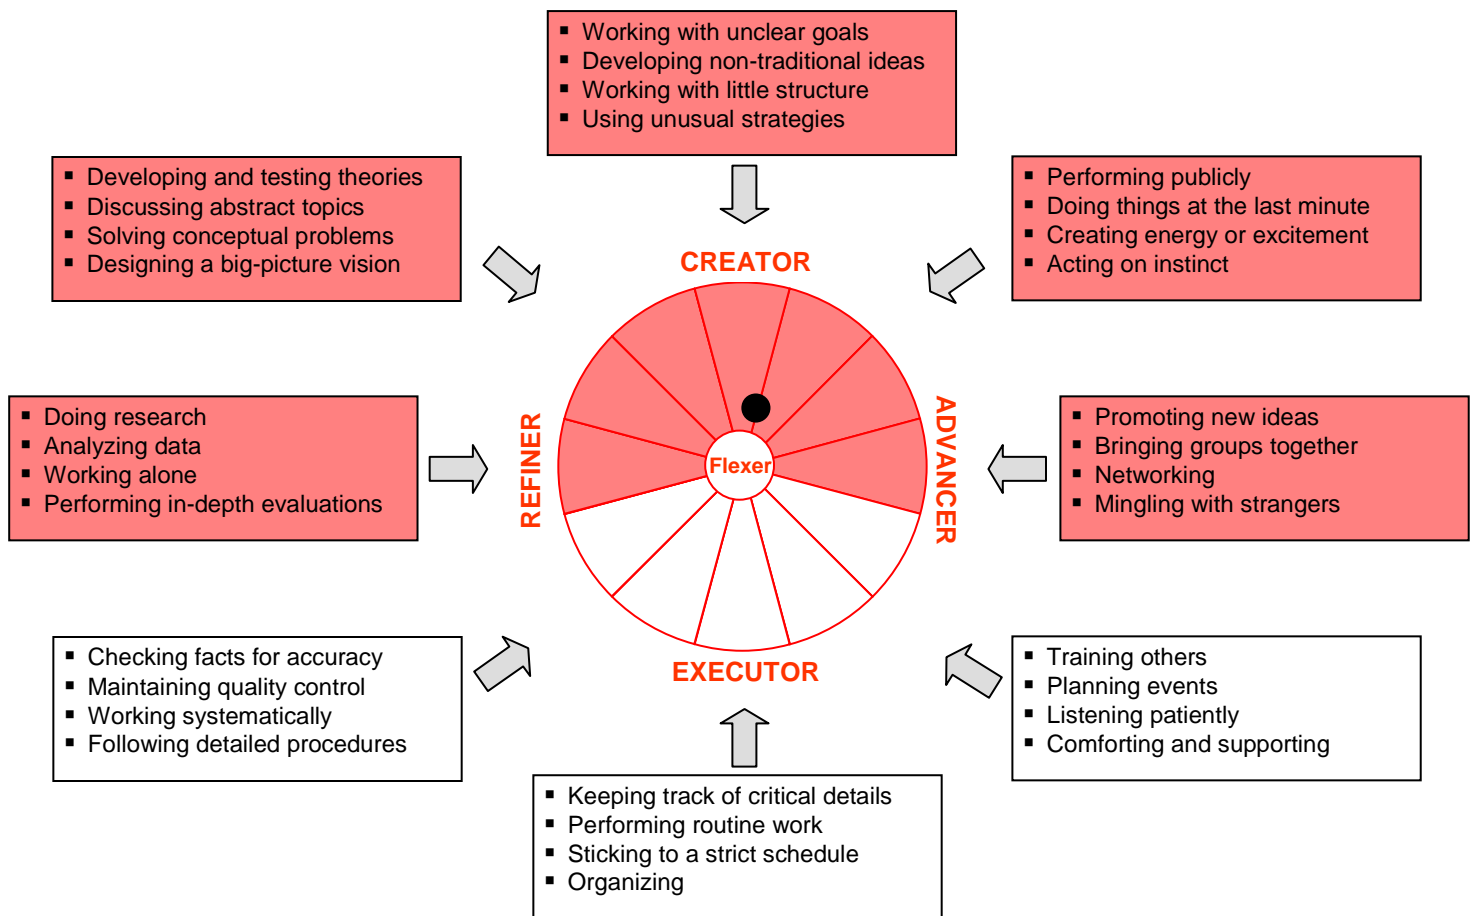 ▪ Working with unclear goals
▪ Developing non-traditional ideas
▪ Working with little structure
▪ Using unusual strategies
▪ Developing and testing theories
▪ Discussing abstract topics
▪ Solving conceptual problems
▪ Designing a big-picture vision
▪ Performing publicly
▪ Doing things at the last minute
▪ Creating energy or excitement
▪ Acting on instinct
CREATOR
▪ Doing research
▪ Analyzing data
▪ Working alone
▪ Performing in-depth evaluations
REFINER
Flexer
ADVANCER
▪ Promoting new ideas
▪ Bringing groups together
▪ Networking
▪ Mingling with strangers
EXECUTOR
▪ Checking facts for accuracy
▪ Maintaining quality control
▪ Working systematically
▪ Following detailed procedures
▪ Training others
▪ Planning events
▪ Listening patiently
▪ Comforting and supporting
▪ Keeping track of critical details
▪ Performing routine work
▪ Sticking to a strict schedule
▪ Organizing